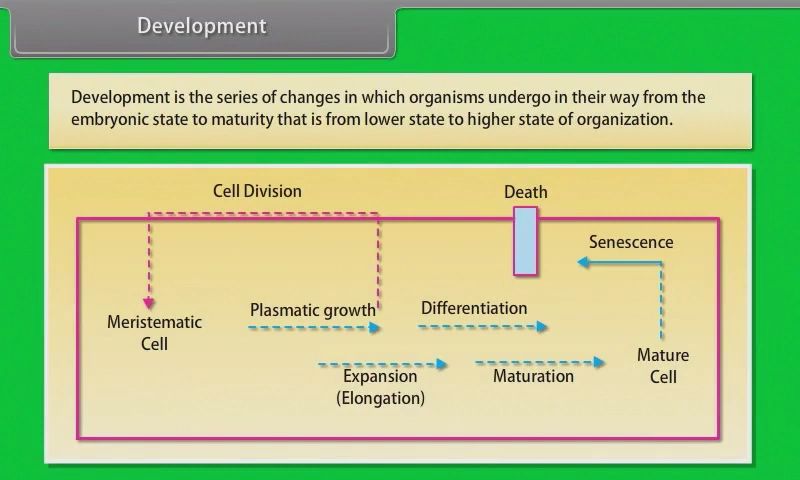 Development
Development is the series of changes in which organisms undergo in their way from the
embryonic state to maturity that is from lower state to higher state of organization.
Cell Division
Death
Senescence
Plasmatic growth
Differentiation
Meristematic
Cell
Expansion
(Elongation)
Maturation
Mature
Cell